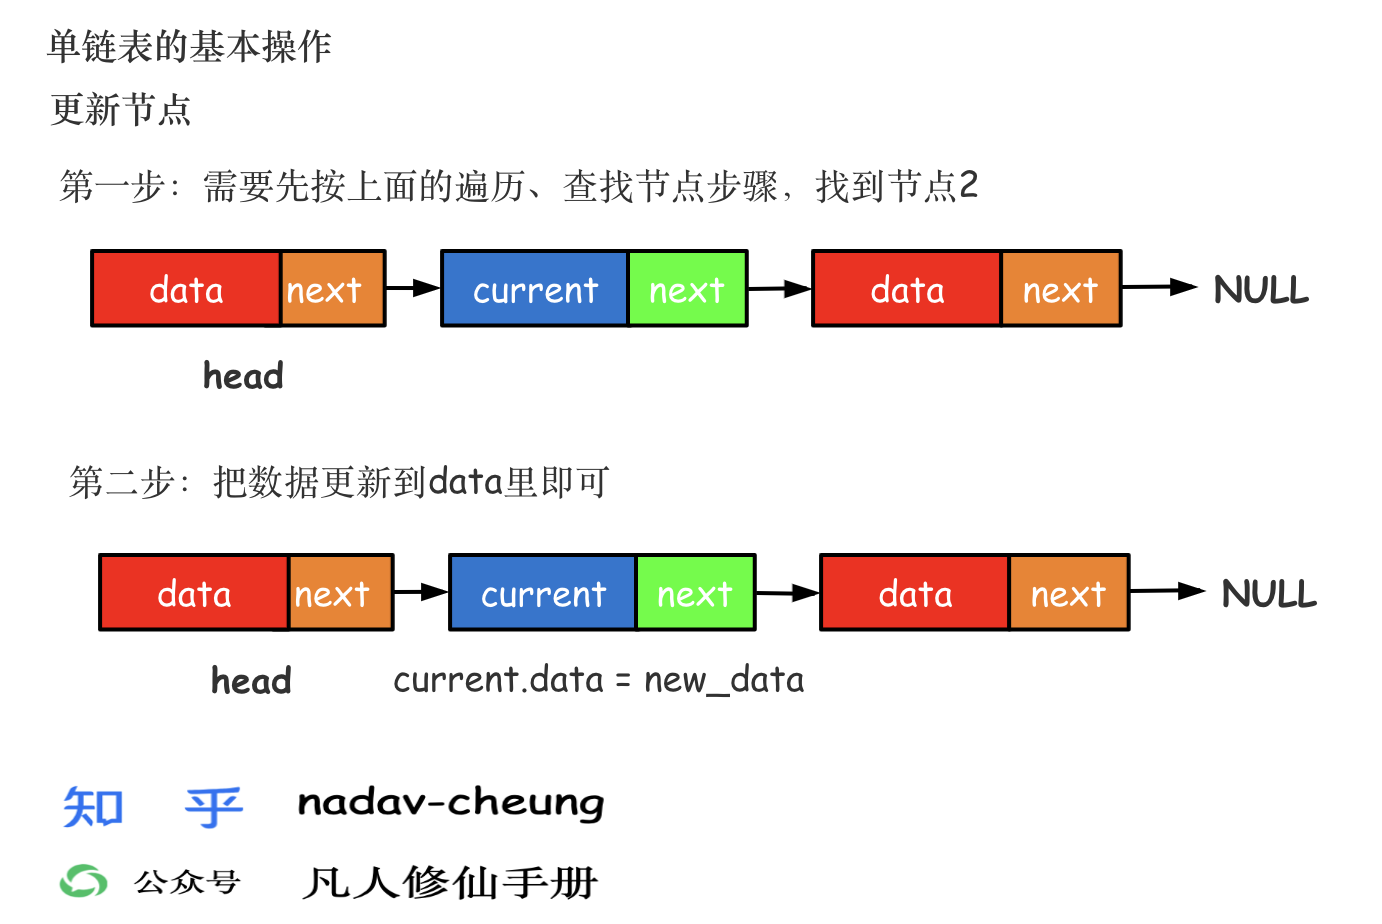 单链表的基本操作
更新节点
第一步：需要先按上面的遍历、查找节点步骤，找到节点2
data next current next data next NULL
head
第二步：把数据更新到data里即可
data next current next data next NULL
head current.data = new_data
知 乎 nadav-cheung
公众号 凡人修仙手册